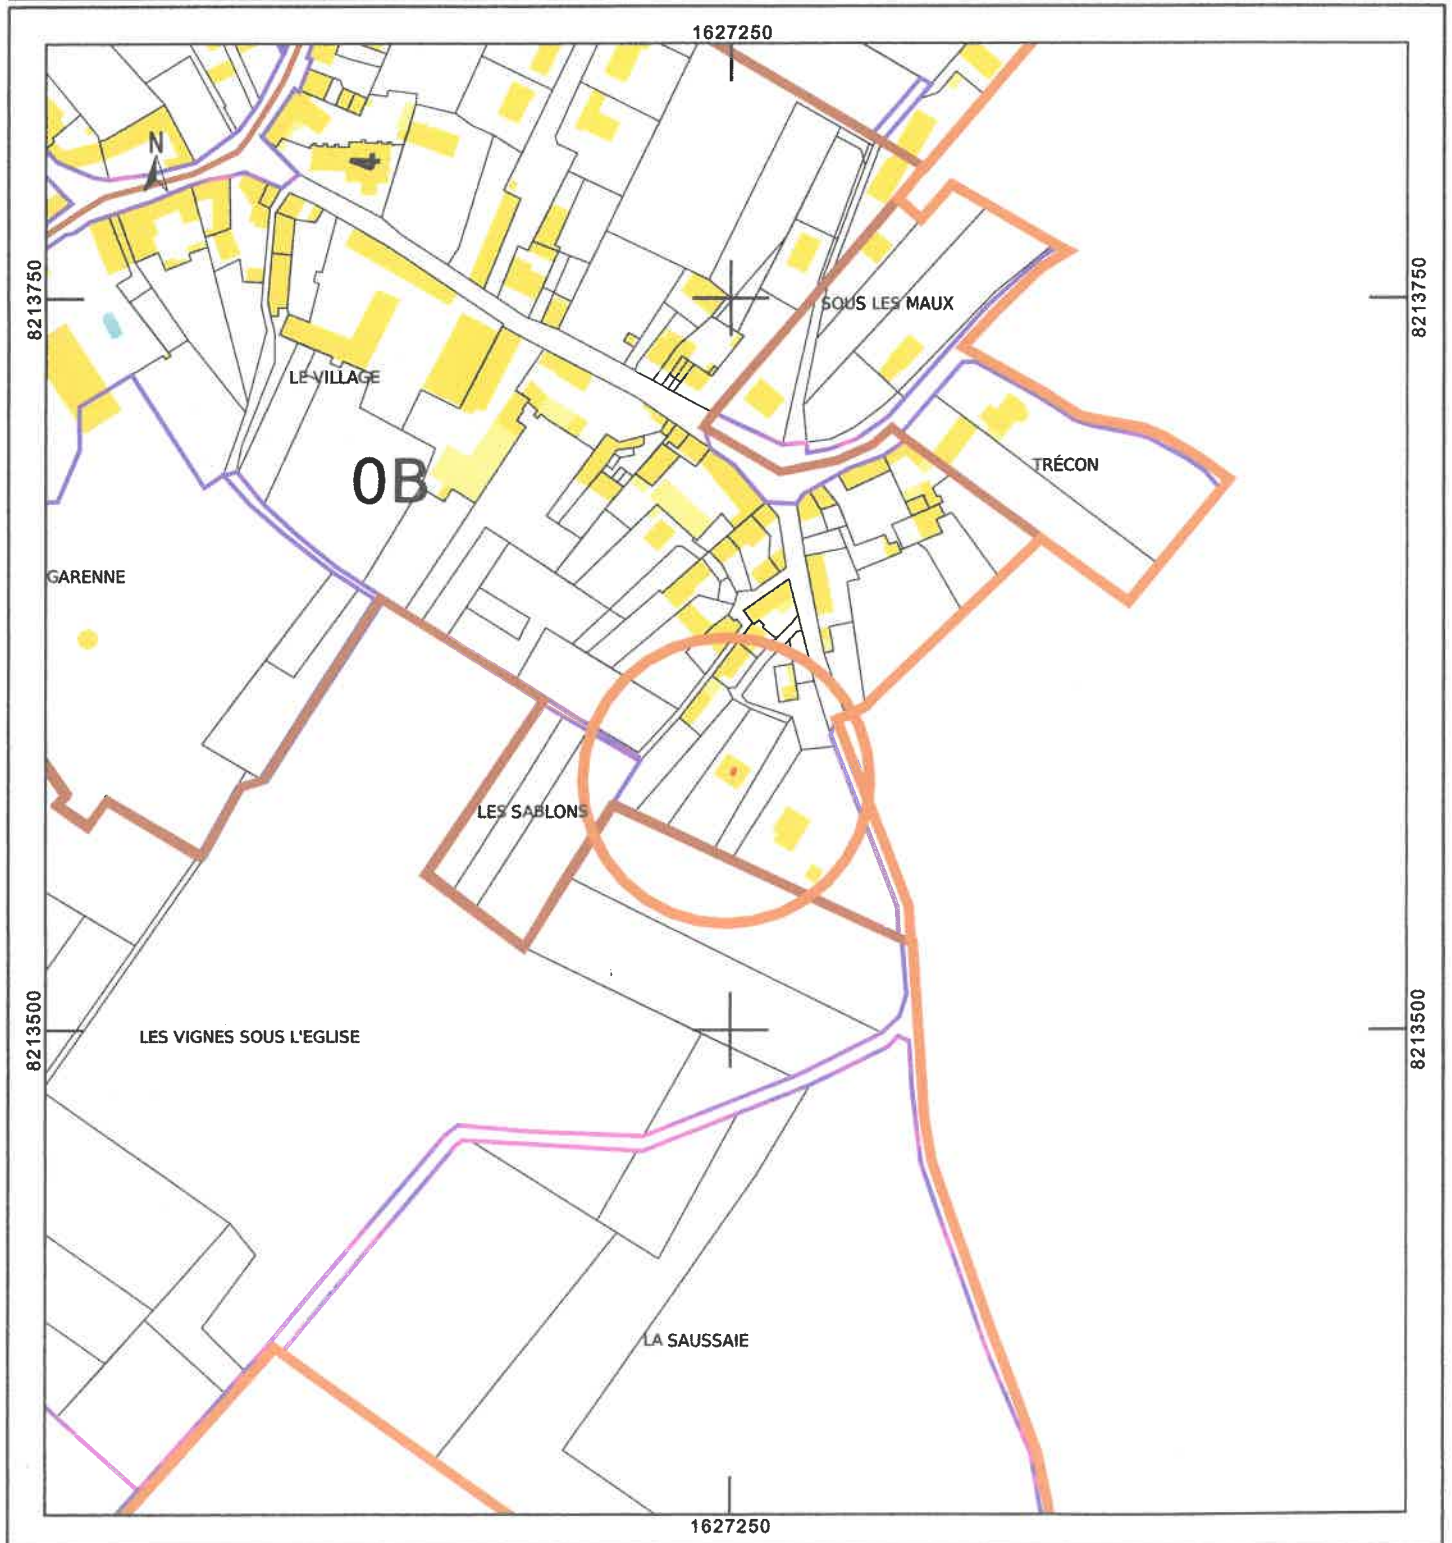 1627250
N
4
8213750
8213750
SOUS LES MAUX
LE VILLAGE
TRÉCON
0B
GARENNE
LES SABLONS
8213500
8213500
LES VIGNES SOUS L'EGLISE
LA SAUSSAIE
1627250